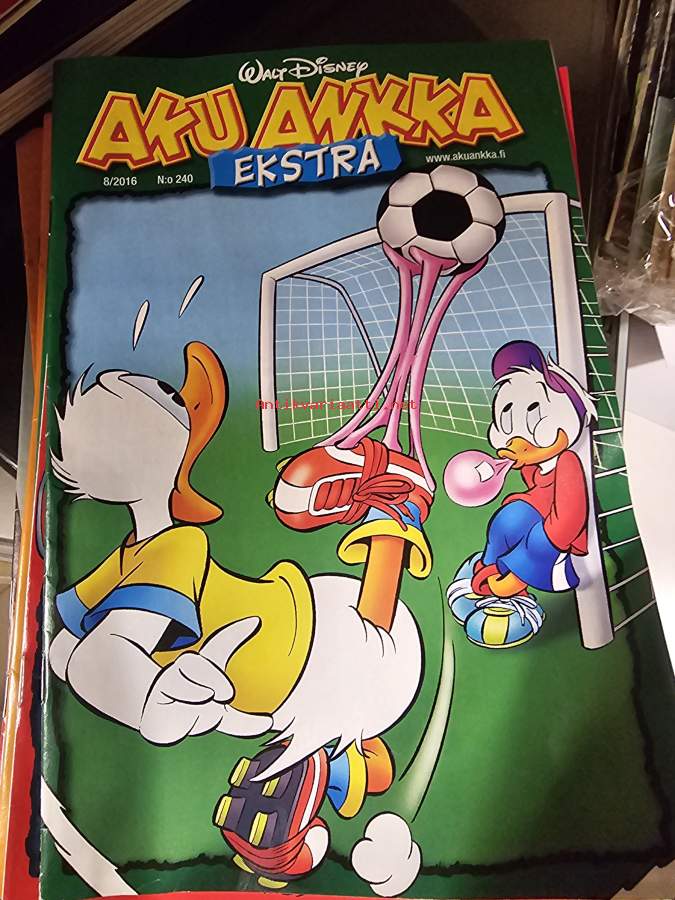 Walt Disney
AKU ANKKA
EKSTRA
8/2016 N:o 240
www.akuankka.fi
Antikvariaatti.net